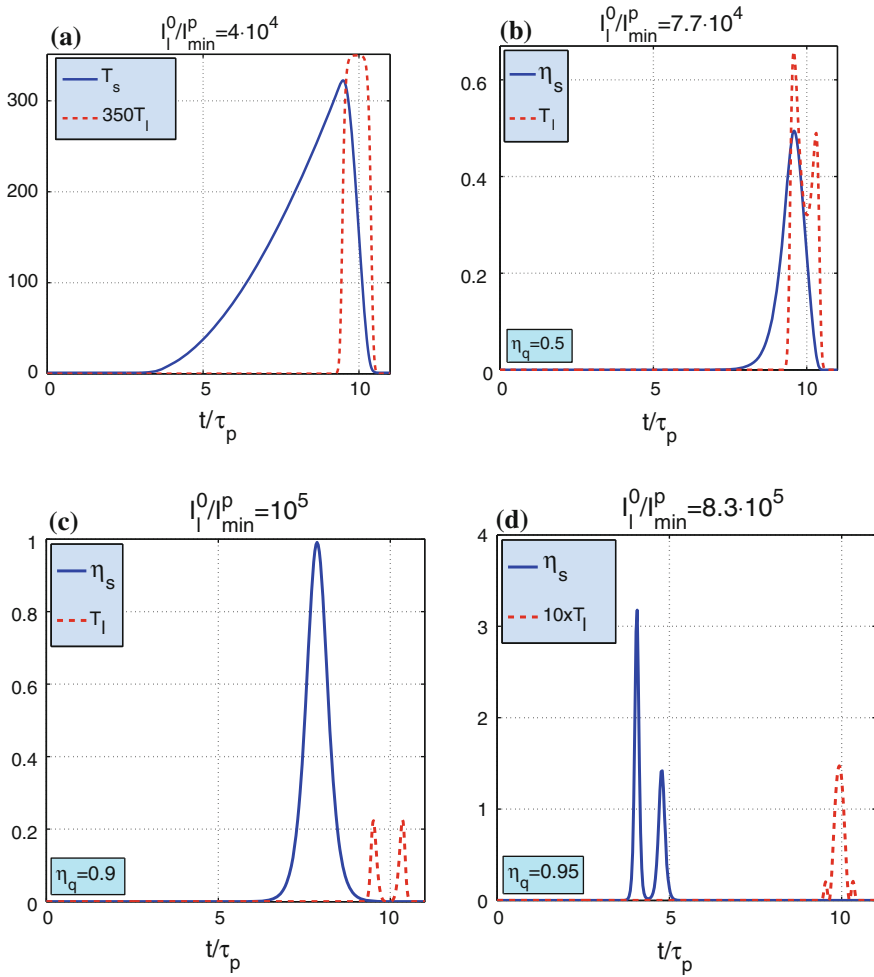 (a) I_l^0/I_min^p=4·10^4
T_s
350T_l
300
200
100
0
0 5 10
t/τ_p
(b) I_l^0/I_min^p=7.7·10^4
η_s
T_l
0.6
0.4
0.2
0
η_q=0.5
0 5 10
t/τ_p
(c) I_l^0/I_min^p=10^5
η_s
T_l
1
0.8
0.6
0.4
0.2
0
η_q=0.9
0 5 10
t/τ_p
(d) I_l^0/I_min^p=8.3·10^5
η_s
10xT_l
4
3
2
1
0
η_q=0.95
0 5 10
t/τ_p